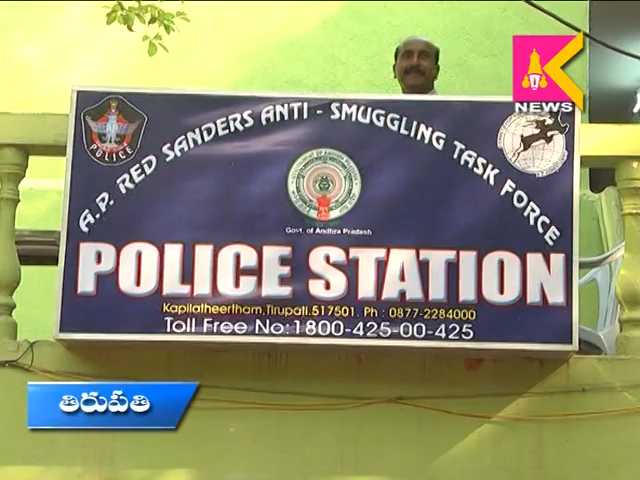 K
NEWS
POLICE
A.P. RED SANDERS ANTI - SMUGGLING TASK FORCE
Govt. of Andhra Pradesh
POLICE STATION
Kapilatheertham,Tirupati.517501. Ph : 0877-2284000
Toll Free No:1800-425-00-425
తిరుపతి